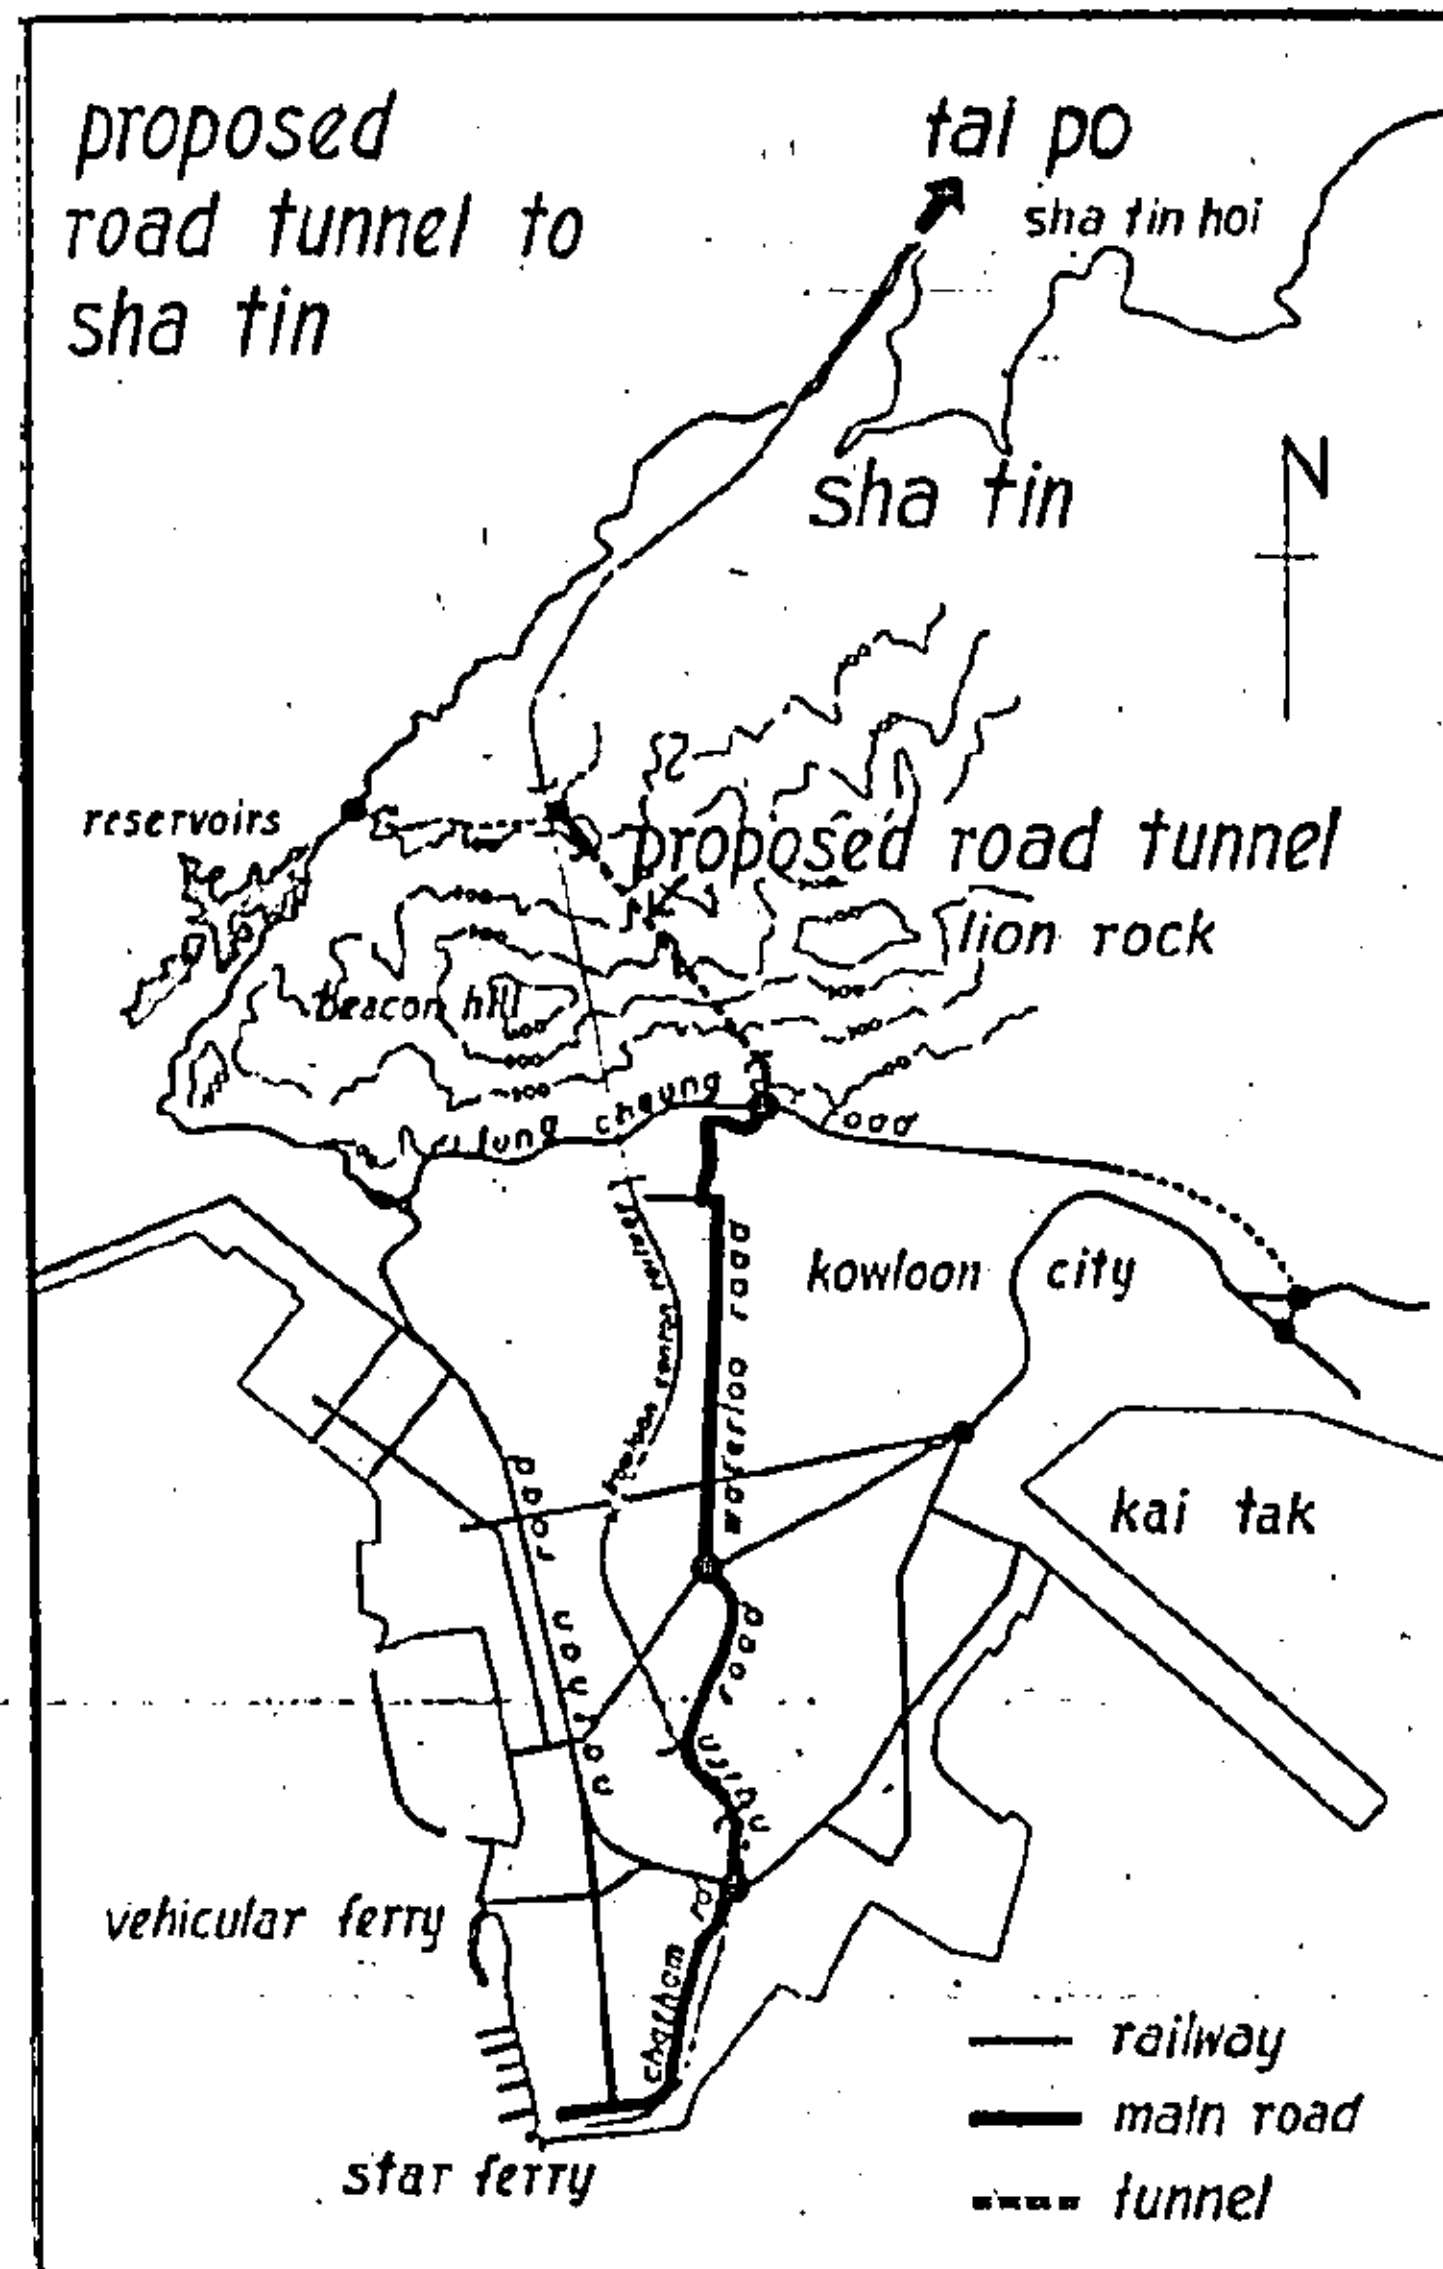 proposed
road tunnel to
sha tin
tai po
sha tin hoi
sha tin
N
reservoirs
proposed road tunnel
lion rock
beacon hill
lung cheung road
kowloon city
waterloo road
kai tak
canton road
nathan road
chatham road
vehicular ferry
star ferry
railway
main road
tunnel